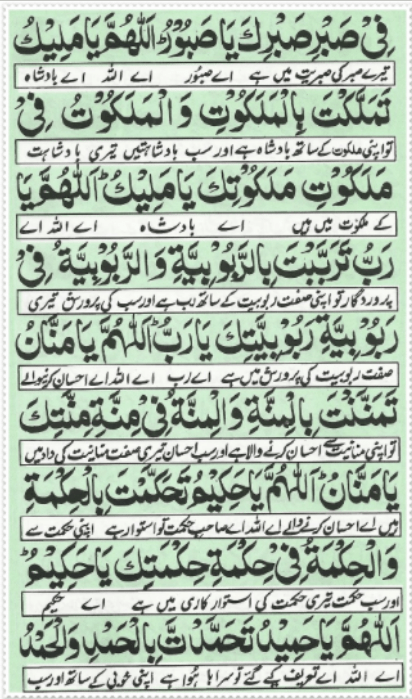 فِىْ صَبْرِ صَبْرِكَ يَا صَبُوْرُ اَللّٰهُمَّ يَا مَلِيْكُ
تیرے صبر کی صبریت میں ہے اے صبور اے اللہ اے بادشاہ
تَمَلَّكْتَ بِالْمَلَكُوْتِ وَالْمَلَكُوْتُ فِىْ
تو اپنی ملکوت کے ساتھ بادشاہ ہے اور سب بادشاہتیں تیری بادشاہت
مَلَكُوْتِ مَلَكُوْتِكَ يَا مَلِيْكُ اَللّٰهُمَّ يَا
کے ملکوت میں ہیں اے بادشاہ اے اللہ اے
رَبُّ تَرَبَّبْتَ بِالرَّبُوْبِيَّةِ وَالرَّبُوْبِيَّةُ فِىْ
پروردگار تو اپنی صفت ربوبیت کے ساتھ رب ہے اور سب کی پرورش تیری
رَبُوْبِيَّةِ رَبُوْبِيَّتِكَ يَا رَبُّ اَللّٰهُمَّ يَا مَنَّانُ
صفت ربوبیت کی پرورش میں ہے اے رب اے اللہ اے احسان کرنیوالے
تَمَنَّنْتَ بِالْمِنَّةِ وَالْمِنَّةُ فِىْ مِنَّةِ مِنَّتِكَ
تو اپنی منانیت سے احسان کرنے والا ہے اور سب احسان تیری صفت منانیت کی داد میں
يَا مَنَّانُ اَللّٰهُمَّ يَا حَكِيْمُ تَحَكَّمْتَ بِالْحِكْمَةِ
ہیں اے احسان کرنے والے اے اللہ اے صاحب حکمت تو استوار ہے اپنی حکمت سے
وَالْحِكْمَةُ فِىْ حِكْمَةِ حِكْمَتِكَ يَا حَكِيْمُ
اور سب حکمت تیری حکمت کی استوار کاری میں ہے اے حکیم
اَللّٰهُمَّ يَا حَمِيْدُ تَحَمَّدْتَ بِالْحَمْدِ وَالْحَمْدُ
اے اللہ اے تعریف کیے گئے تو سراہا ہوا ہے اپنی خوبی کے ساتھ اور سب